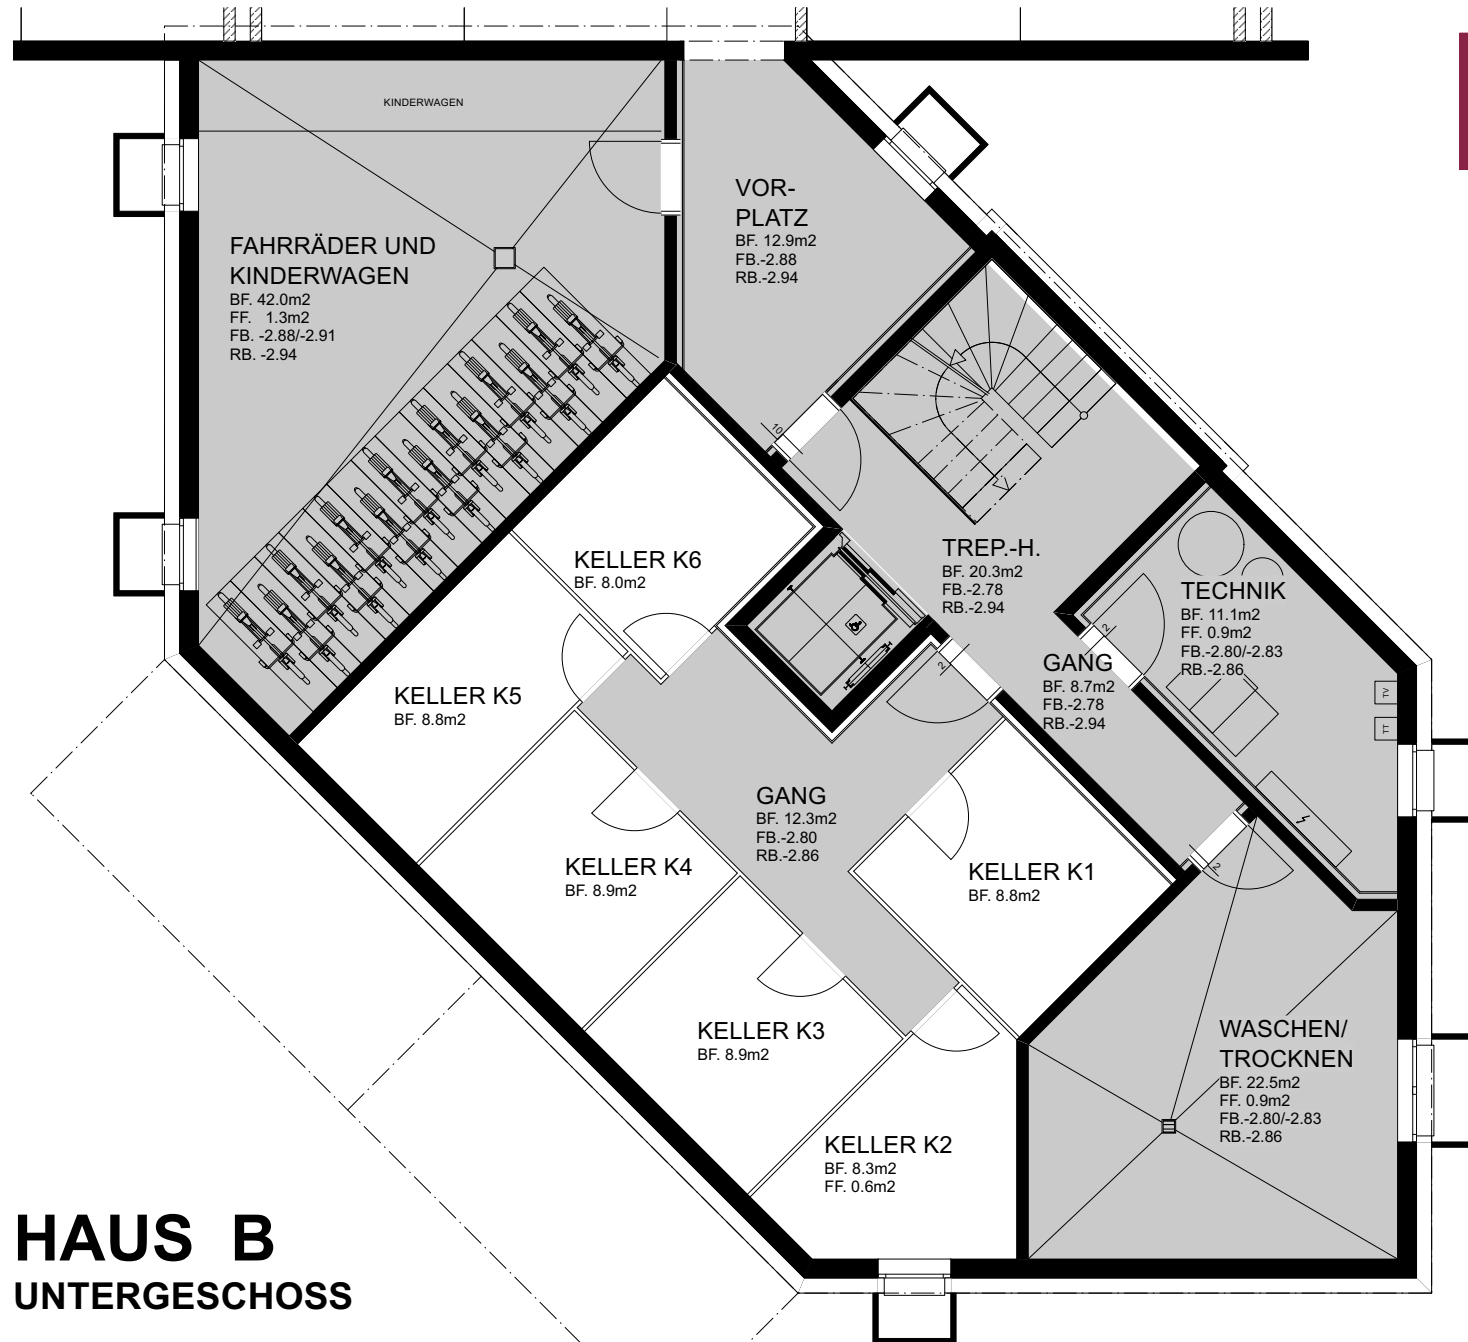 KINDERWAGEN
VOR-
PLATZ
BF. 12.9m2
FB.-2.88
RB.-2.94
FAHRRÄDER UND
KINDERWAGEN
BF. 42.0m2
FF. 1.3m2
FB. -2.88/-2.91
RB. -2.94
10
KELLER K6
BF. 8.0m2
TREP.-H.
BF. 20.3m2
FB.-2.78
RB.-2.94
TECHNIK
BF. 11.1m2
FF. 0.9m2
FB.-2.80/-2.83
RB.-2.86
2
2
GANG
BF. 8.7m2
FB.-2.78
RB.-2.94
TV
TT
KELLER K5
BF. 8.8m2
GANG
BF. 12.3m2
FB.-2.80
RB.-2.86
KELLER K4
BF. 8.9m2
KELLER K1
BF. 8.8m2
2
KELLER K3
BF. 8.9m2
WASCHEN/
TROCKNEN
BF. 22.5m2
FF. 0.9m2
FB.-2.80/-2.83
RB.-2.86
KELLER K2
BF. 8.3m2
FF. 0.6m2
HAUS B
UNTERGESCHOSS